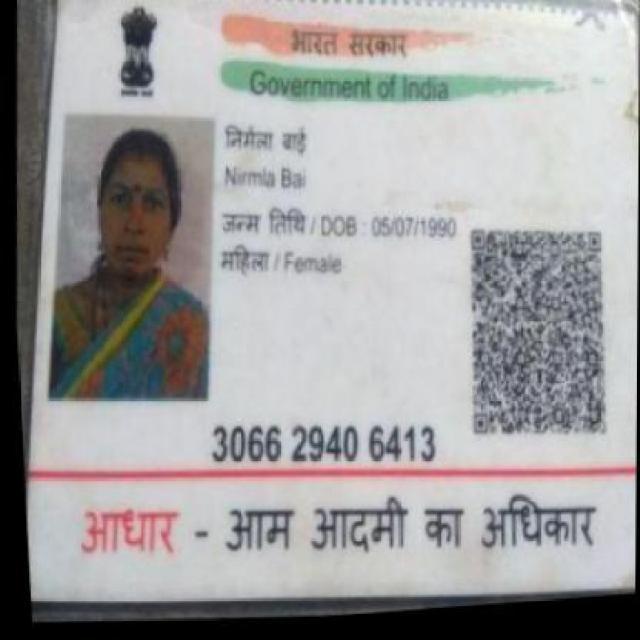 भारत सरकार
Government of India
निर्मला बाई
Nirmla Bai
जन्म तिथि / DOB : 05/07/1990
महिला / Female
3066 2940 6413
आधार - आम आदमी का अधिकार